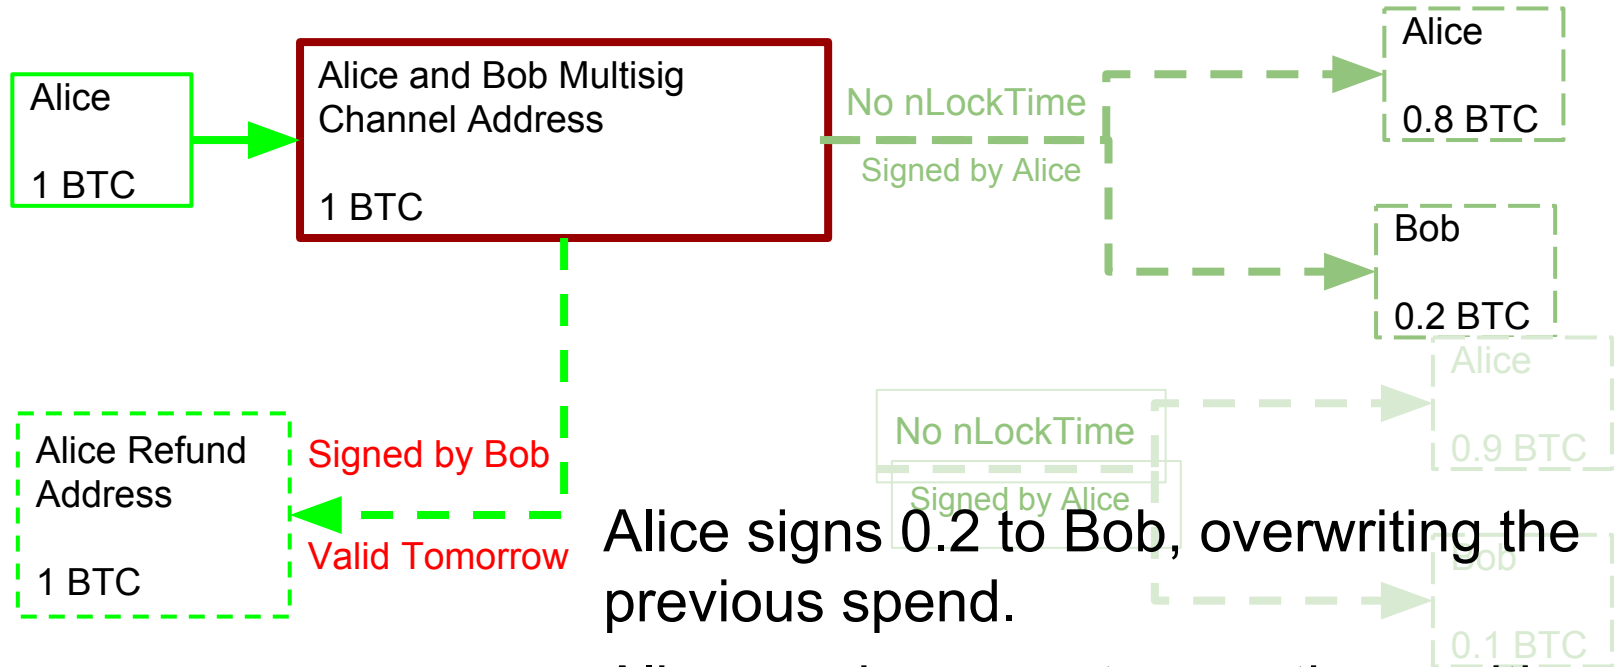 Alice
1 BTC
Alice and Bob Multisig
Channel Address
1 BTC
No nLockTime
Signed by Alice
Alice
0.8 BTC
Bob
0.2 BTC
Alice
0.9 BTC
No nLockTime
Signed by Alice
Bob
0.1 BTC
Alice Refund
Address
1 BTC
Signed by Bob
Valid Tomorrow
Alice signs 0.2 to Bob, overwriting the
previous spend.